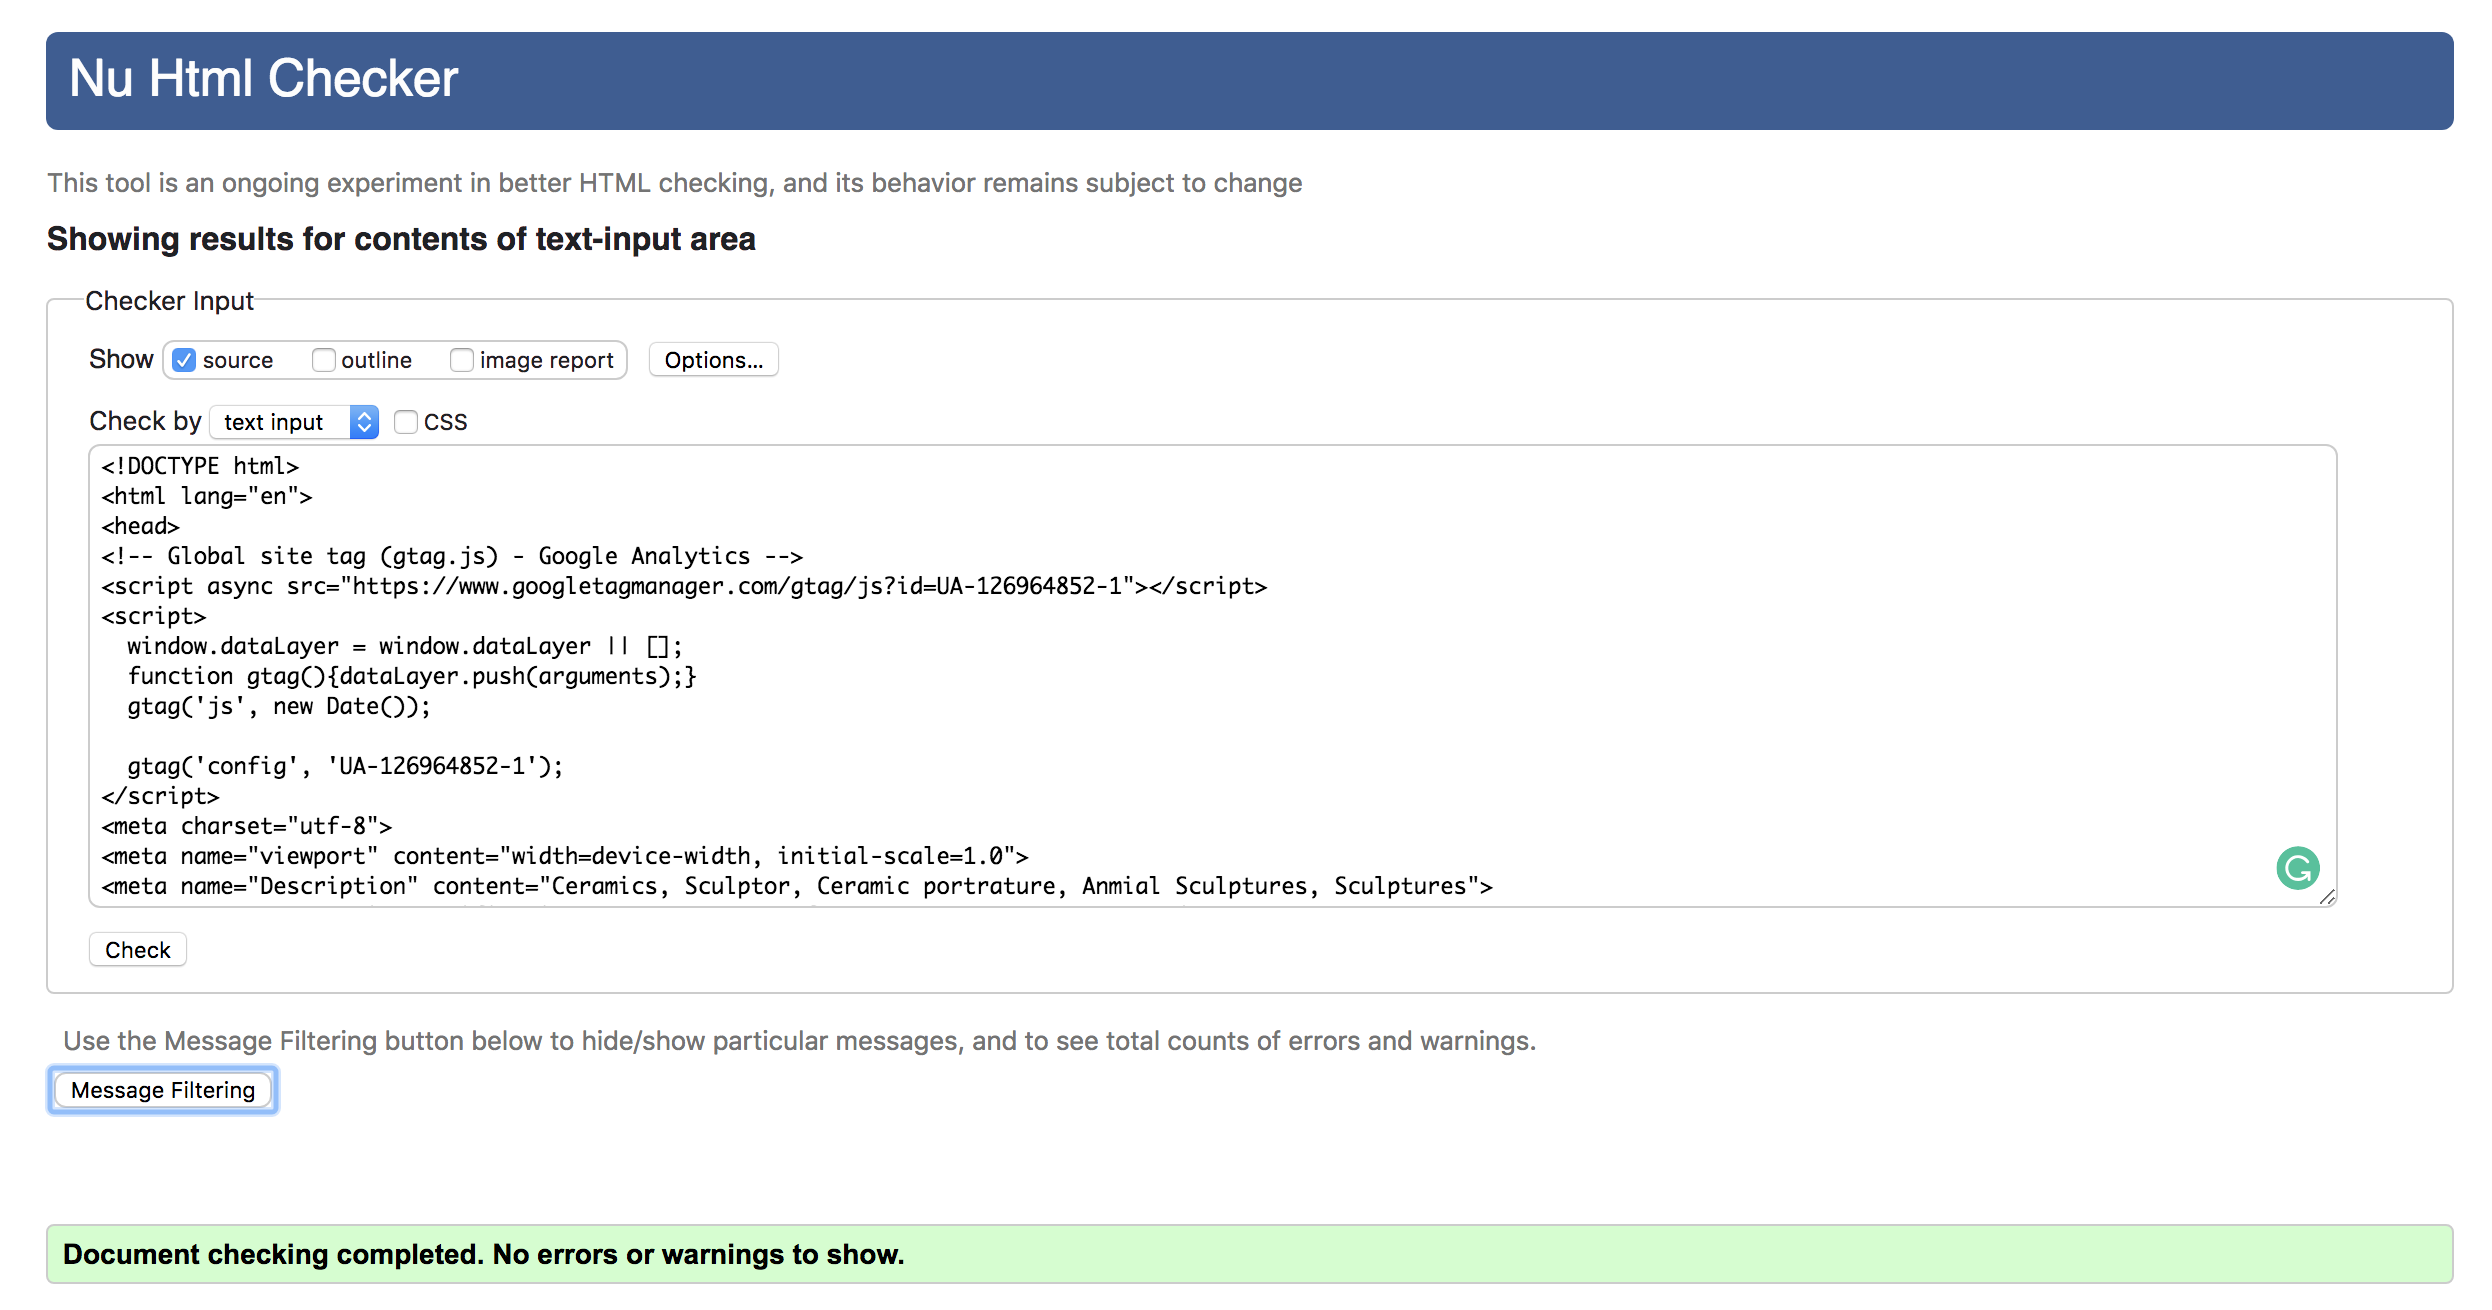 Nu Html Checker
This tool is an ongoing experiment in better HTML checking, and its behavior remains subject to change
Showing results for contents of text-input area
Checker Input
Show source outline image report Options...
Check by text input CSS
<!DOCTYPE html>
<html lang="en">
<head>
<!-- Global site tag (gtag.js) - Google Analytics -->
<script async src="https://www.googletagmanager.com/gtag/js?id=UA-126964852-1"></script>
<script>
  window.dataLayer = window.dataLayer || [];
  function gtag(){dataLayer.push(arguments);}
  gtag('js', new Date());
  gtag('config', 'UA-126964852-1');
</script>
<meta charset="utf-8">
<meta name="viewport" content="width=device-width, initial-scale=1.0">
<meta name="Description" content="Ceramics, Sculptor, Ceramic portrature, Anmial Sculptures, Sculptures">
Check
Use the Message Filtering button below to hide/show particular messages, and to see total counts of errors and warnings.
Message Filtering
Document checking completed. No errors or warnings to show.